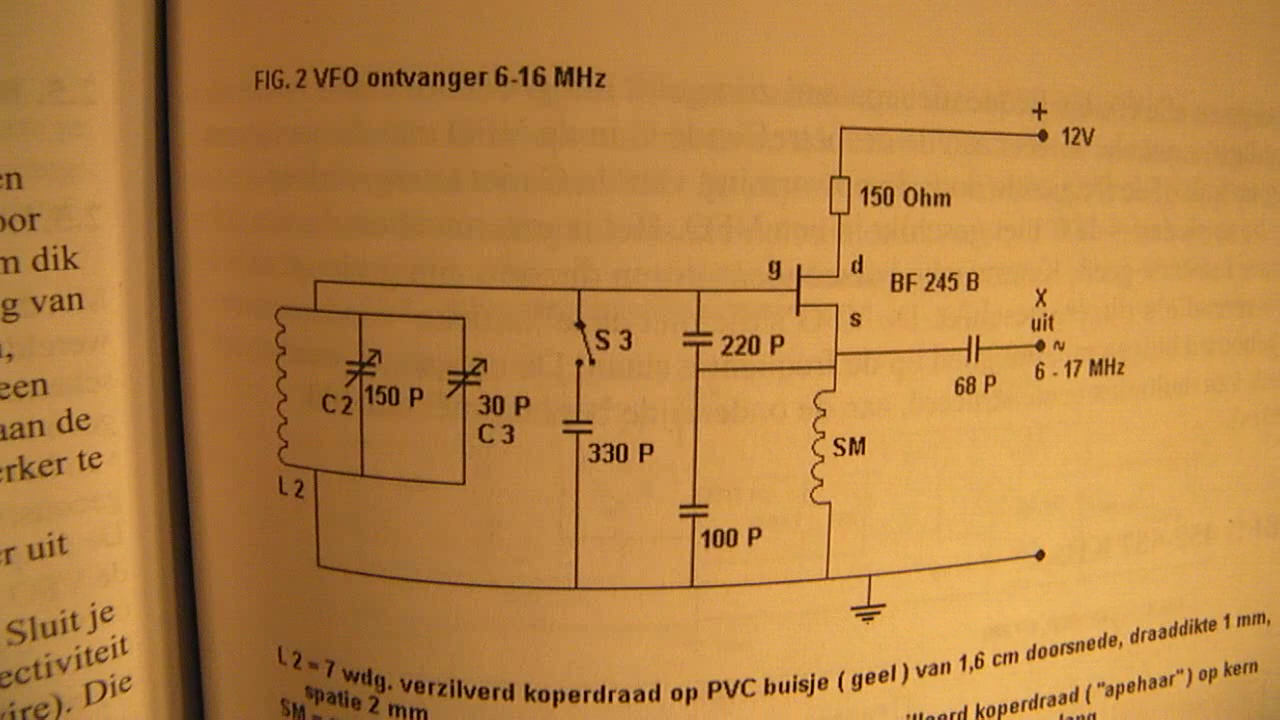 FIG. 2 VFO ontvanger 6-16 MHz
+
12V
150 Ohm
g
d
BF 245 B
s
X
uit
~
6 - 17 MHz
68 P
S 3
220 P
C 2
150 P
30 P
C 3
330 P
SM
L 2
100 P
L 2 = 7 wdg. verzilverd koperdraad op PVC buisje ( geel ) van 1,6 cm doorsnede, draaddikte 1 mm,
spatie 2 mm
SM =
koperdraad ( "apehaar") op kern
en
oor
m dik
g van
een
aan de
erker te
er uit
Sluit je
ectiviteit
ire). Die